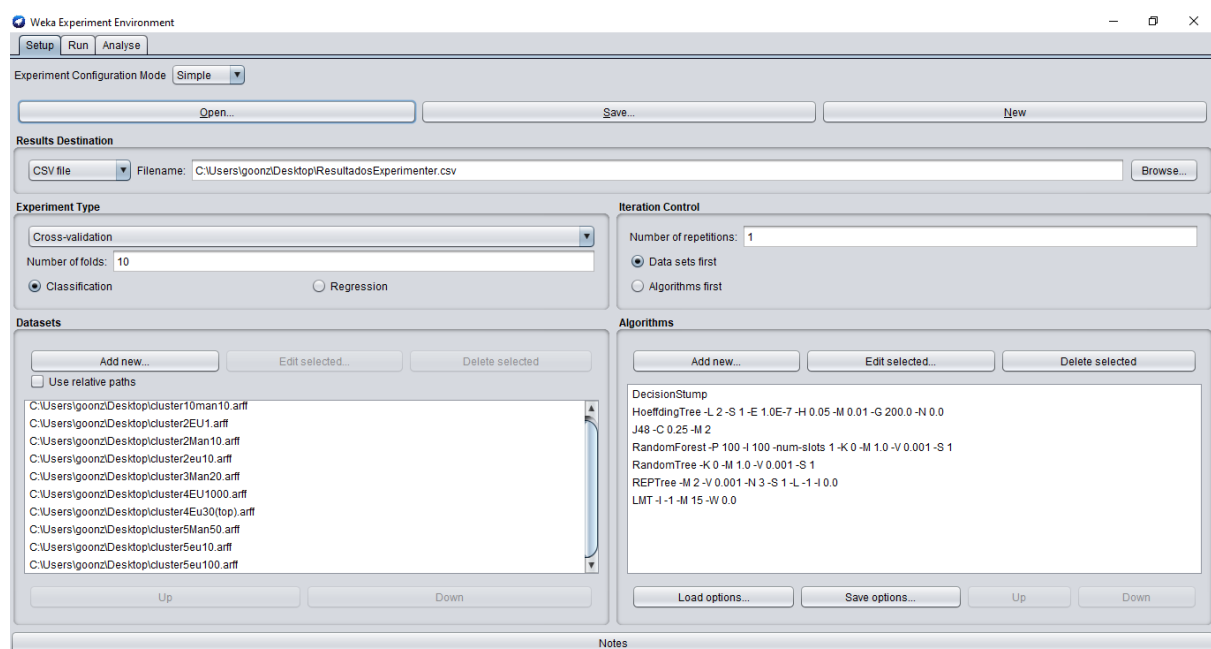 Weka Experiment Environment
Setup Run Analyse
Experiment Configuration Mode Simple
Open... Save... New
Results Destination
CSV file Filename: C:\Users\goonz\Desktop\ResultadosExperimenter.csv Browse...
Experiment Type
Cross-validation
Number of folds: 10
Classification Regression
Iteration Control
Number of repetitions: 1
Data sets first
Algorithms first
Datasets
Add new... Edit selected... Delete selected
Use relative paths
C:\Users\goonz\Desktop\cluster10man10.arff
C:\Users\goonz\Desktop\cluster2EU1.arff
C:\Users\goonz\Desktop\cluster2Man10.arff
C:\Users\goonz\Desktop\cluster2eu10.arff
C:\Users\goonz\Desktop\cluster3Man20.arff
C:\Users\goonz\Desktop\cluster4EU1000.arff
C:\Users\goonz\Desktop\cluster4Eu30(top).arff
C:\Users\goonz\Desktop\cluster5Man50.arff
C:\Users\goonz\Desktop\cluster5eu10.arff
C:\Users\goonz\Desktop\cluster5eu100.arff
Up Down
Algorithms
Add new... Edit selected... Delete selected
DecisionStump
HoeffdingTree -L 2 -S 1 -E 1.0E-7 -H 0.05 -M 0.01 -G 200.0 -N 0.0
J48 -C 0.25 -M 2
RandomForest -P 100 -I 100 -num-slots 1 -K 0 -M 1.0 -V 0.001 -S 1
RandomTree -K 0 -M 1.0 -V 0.001 -S 1
REPTree -M 2 -V 0.001 -N 3 -S 1 -L -1 -I 0.0
LMT -I -1 -M 15 -W 0.0
Load options... Save options... Up Down
Notes